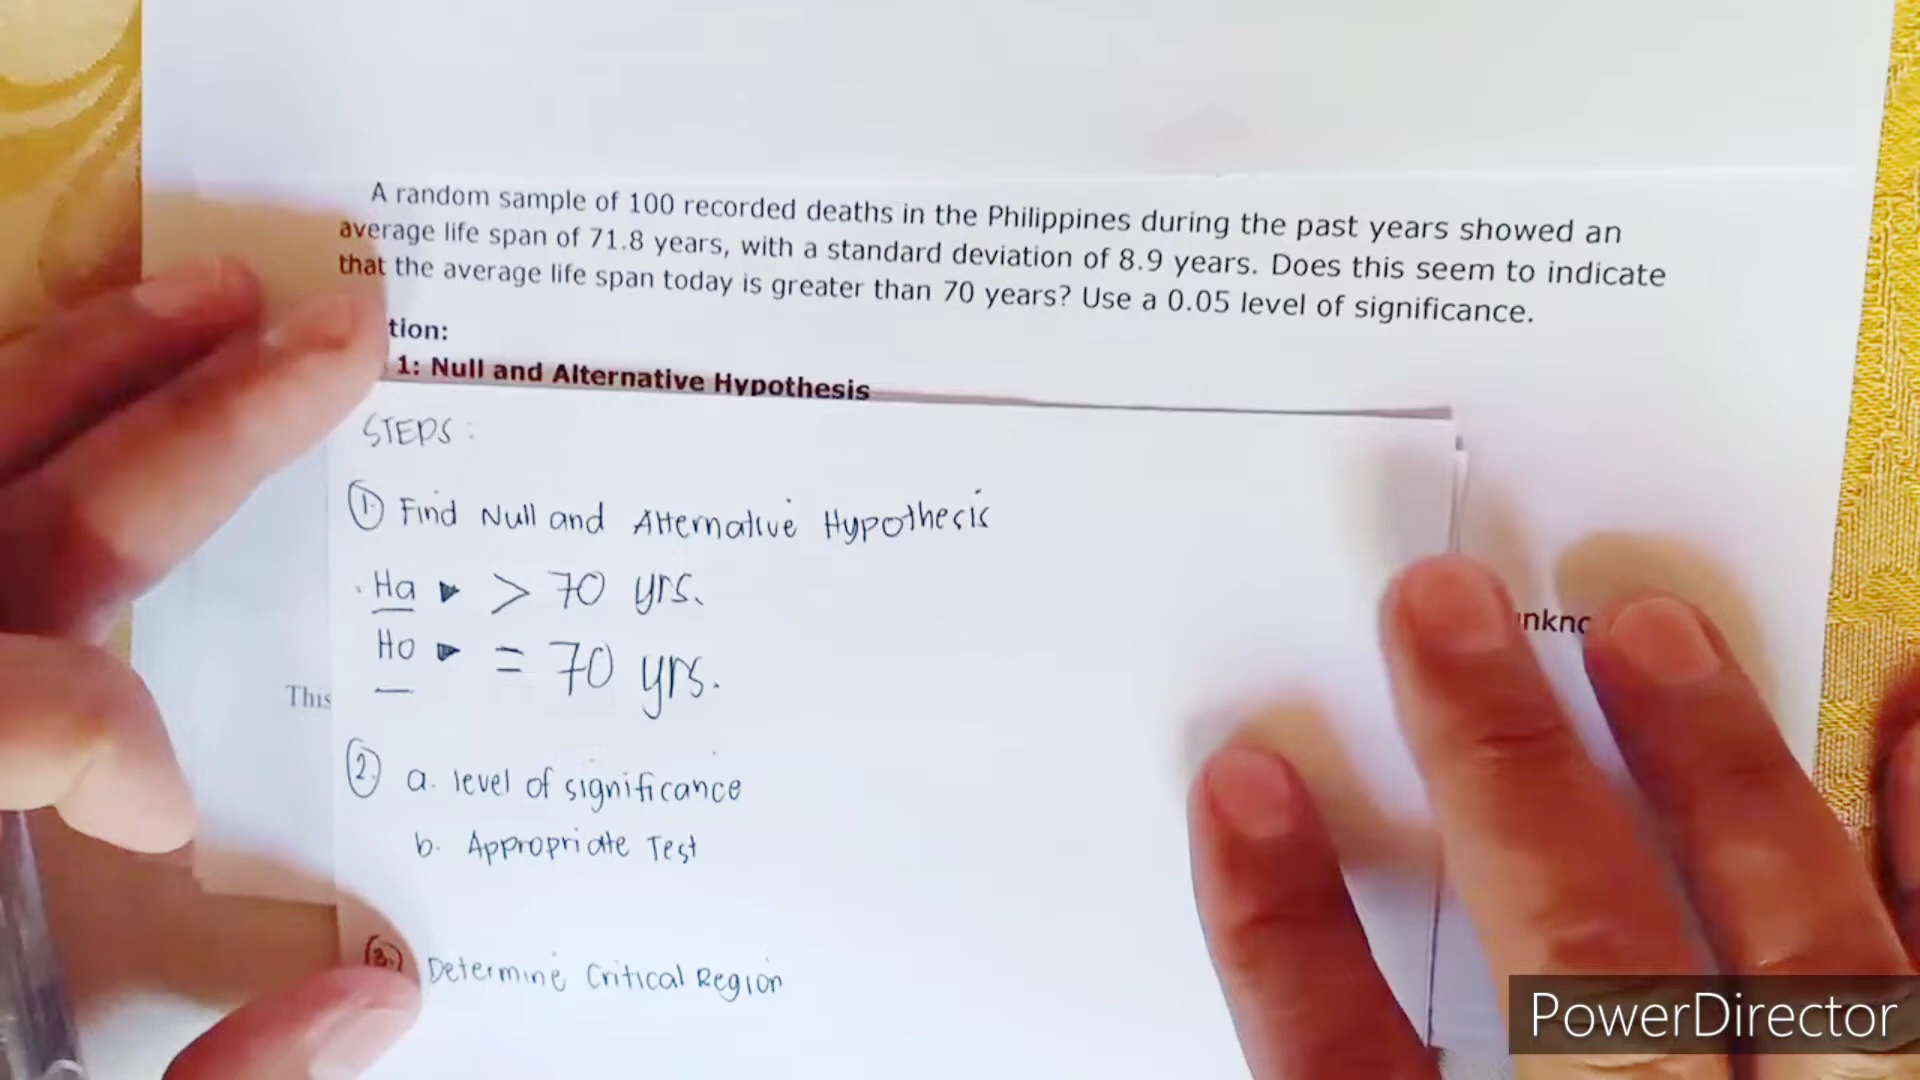 A random sample of 100 recorded deaths in the Philippines during the past years showed an
average life span of 71.8 years, with a standard deviation of 8.9 years. Does this seem to indicate
that the average life span today is greater than 70 years? Use a 0.05 level of significance.
tion:
1: Null and Alternative Hypothesis
STEPS:
1. Find Null and Alternative Hypothesis
Ha ▸ > 70 yrs.
Ho ▸ = 70 yrs.
This
2. a. level of significance
b. Appropriate Test
3. Determine Critical Region
PowerDirector